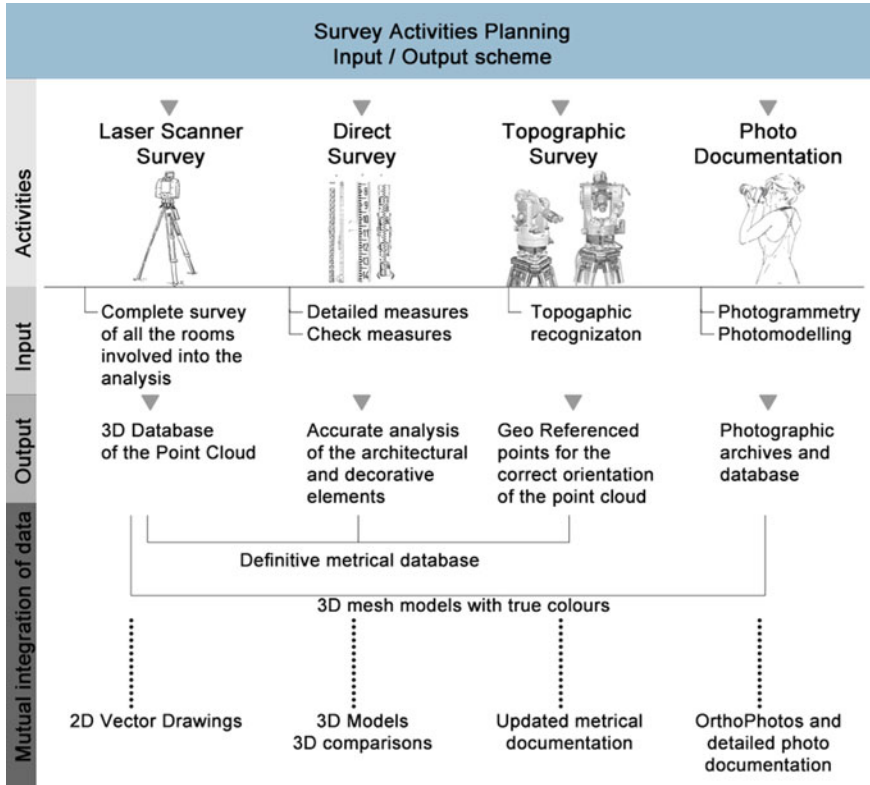 Survey Activities Planning
Input / Output scheme
Activities
Laser Scanner
Survey
Direct
Survey
Topographic
Survey
Photo
Documentation
Input
Complete survey
of all the rooms
involved into the
analysis
Detailed measures
Check measures
Topogaphic
recognizaton
Photogrammetry
Photomodelling
Output
3D Database
of the Point Cloud
Accurate analysis
of the architectural
and decorative
elements
Geo Referenced
points for the
correct orientation
of the point cloud
Photographic
archives and
database
Mutual integration of data
Definitive metrical database
3D mesh models with true colours
2D Vector Drawings
3D Models
3D comparisons
Updated metrical
documentation
OrthoPhotos and
detailed photo
documentation